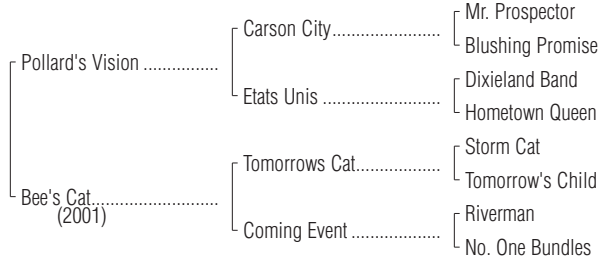 Mr. Prospector
Carson City........................
Blushing Promise
Pollard's Vision ................
Dixieland Band
Etats Unis ..........................
Hometown Queen
Storm Cat
Tomorrows Cat..................
Tomorrow's Child
Bee's Cat...........................
(2001)
Riverman
Coming Event ...................
No. One Bundles